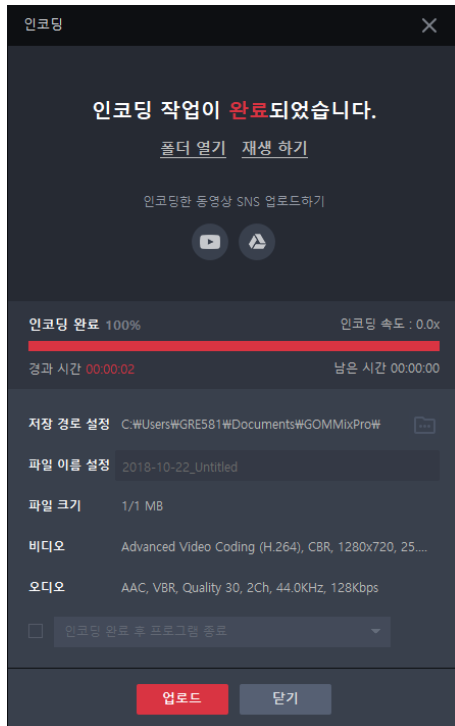 인코딩
인코딩 작업이 완료되었습니다.
폴더 열기 재생 하기
인코딩한 동영상 SNS 업로드하기
인코딩 완료 100% 인코딩 속도 : 0.0x
경과 시간 00:00:02 남은 시간 00:00:00
저장 경로 설정 C:₩Users₩GRE581₩Documents₩GOMMixPro₩
파일 이름 설정 2018-10-22_Untitled
파일 크기 1/1 MB
비디오 Advanced Video Coding (H.264), CBR, 1280x720, 25....
오디오 AAC, VBR, Quality 30, 2Ch, 44.0KHz, 128Kbps
인코딩 완료 후 프로그램 종료
업로드 닫기